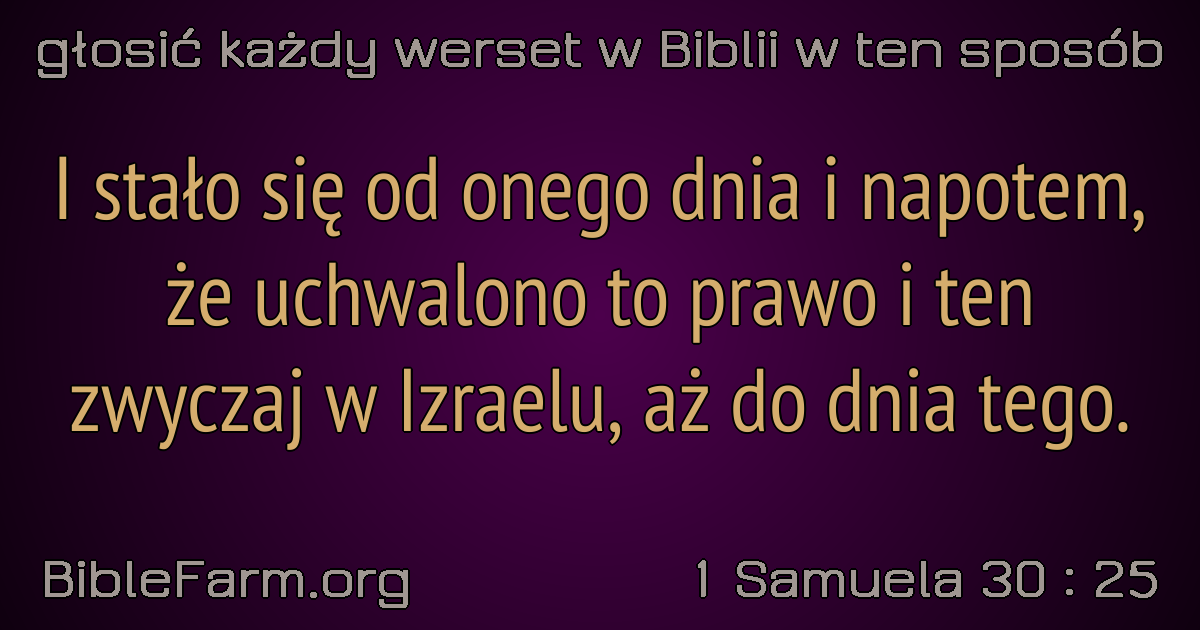 głosić każdy werset w Biblii w ten sposób
I stało się od onego dnia i napotem,
że uchwalono to prawo i ten
zwyczaj w Izraelu, aż do dnia tego.
BibleFarm.org
1 Samuela 30 : 25